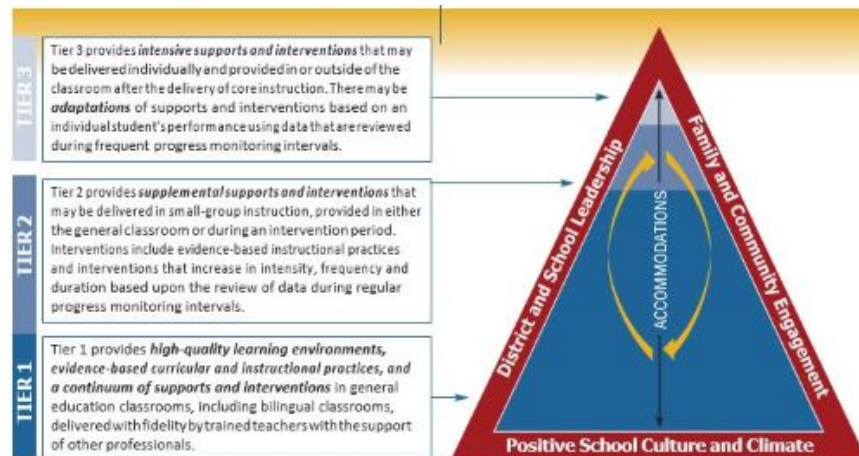 TIER 3
Tier 3 provides intensive supports and interventions that may
be delivered individually and provided in or outside of the
classroom after the delivery of core instruction. There may be
adaptations of supports and interventions based on an
individual student's performance using data that are reviewed
during frequent progress monitoring intervals.
TIER 2
Tier 2 provides supplemental supports and interventions that
may be delivered in small-group instruction, provided in either
the general classroom or during an intervention period.
Interventions include evidence-based instructional practices
and interventions that increase in intensity, frequency and
duration based upon the review of data during regular
progress monitoring intervals.
TIER 1
Tier 1 provides high-quality learning environments,
evidence-based curricular and instructional practices, and
a continuum of supports and interventions in general
education classrooms, including bilingual classrooms,
delivered with fidelity by trained teachers with the support
of other professionals.
District and School Leadership
ACCOMMODATIONS
Family and Community Engagement
Positive School Culture and Climate